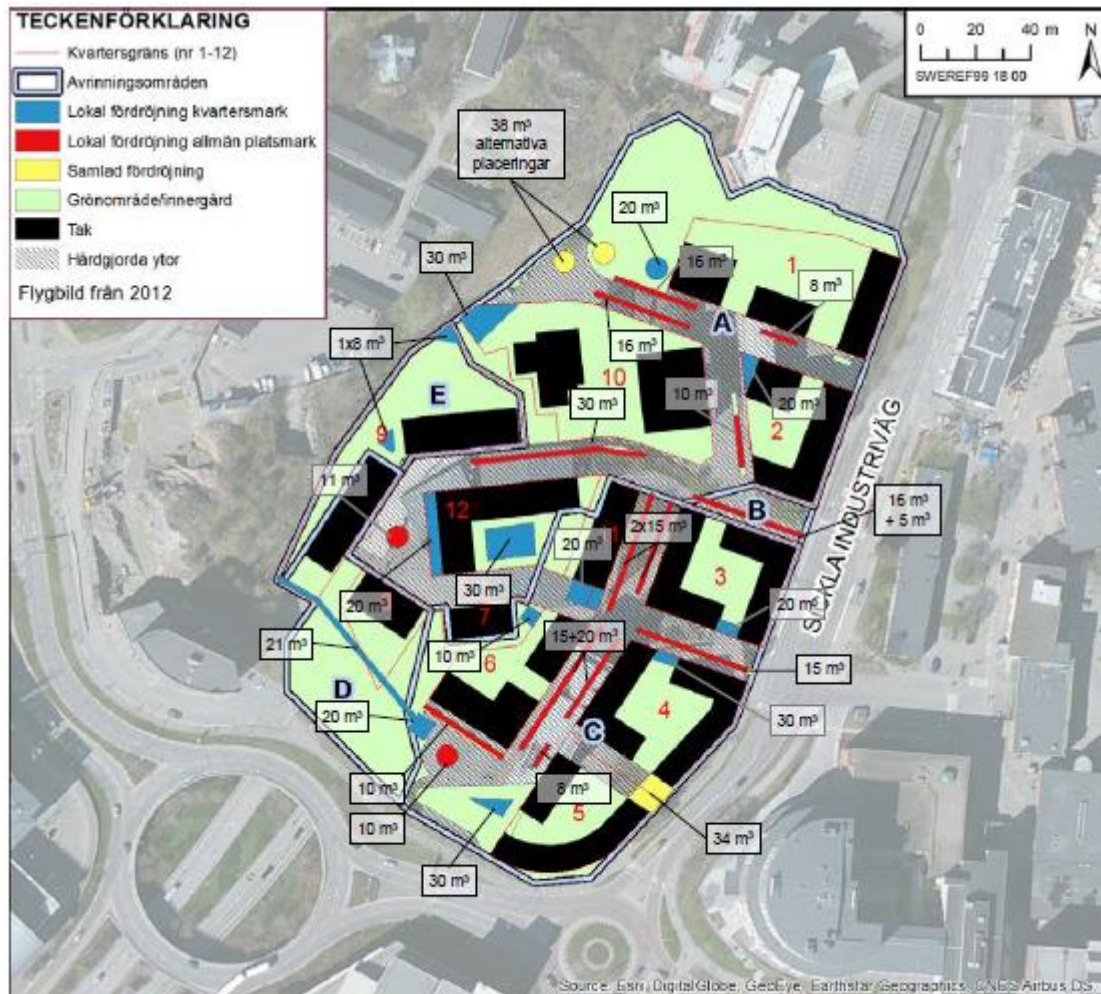 TECKENFÖRKLARING
Kvartersgräns (nr 1-12)
Avrinningsområden
Lokal fördröjning kvartersmark
Lokal fördröjning allmän platsmark
Samlad fördröjning
Grönområde/innergård
Tak
Hårdgjorda ytor
Flygbild från 2012
0 20 40 m
N
SWEREF99 18 00
38 m³
alternativa
placeringar
20 m³
30 m³
16 m³
1
8 m³
A
1x8 m³
16 m³
10
E
30 m³
10 m³
20 m³
2
9
11 m³
12
B
16 m³
+ 5 m³
2x15 m³
20 m³
3
30 m³
20 m³
20 m³
7
15+20 m³
10 m³
6
15 m³
21 m³
D
4
30 m³
20 m³
C
10 m³
8 m³
10 m³
5
34 m³
30 m³
SICKLA INDUSTRIVÄG
Source: Esri, DigitalGlobe, GeoEye, Earthstar Geographics, CNES/Airbus DS,